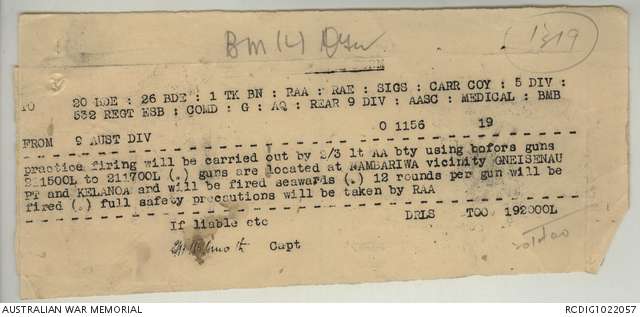 BM (L)
1319
TO 20 BDE : 26 BDE : 1 TK BN : RAA : RAE : SIGS : CARR COY : 5 DIV :
532 REGT ESB : COMD : G : AQ : REAR 9 DIV : AASC : MEDICAL : BMB
FROM 9 AUST DIV O 1156 19
practice firing will be carried out by 2/3 lt AA bty using bofors guns
211500L to 211700L (.) guns are located at NAMBARIWA vicinity GNEISENAU
PT and KELANOA and will be fired seawards (.) 12 rounds per gun will be
fired (.) full safety precautions will be taken by RAA
If liable etc DRLS TOO 192000L
Capt
AUSTRALIAN WAR MEMORIAL
RCDIG1022057